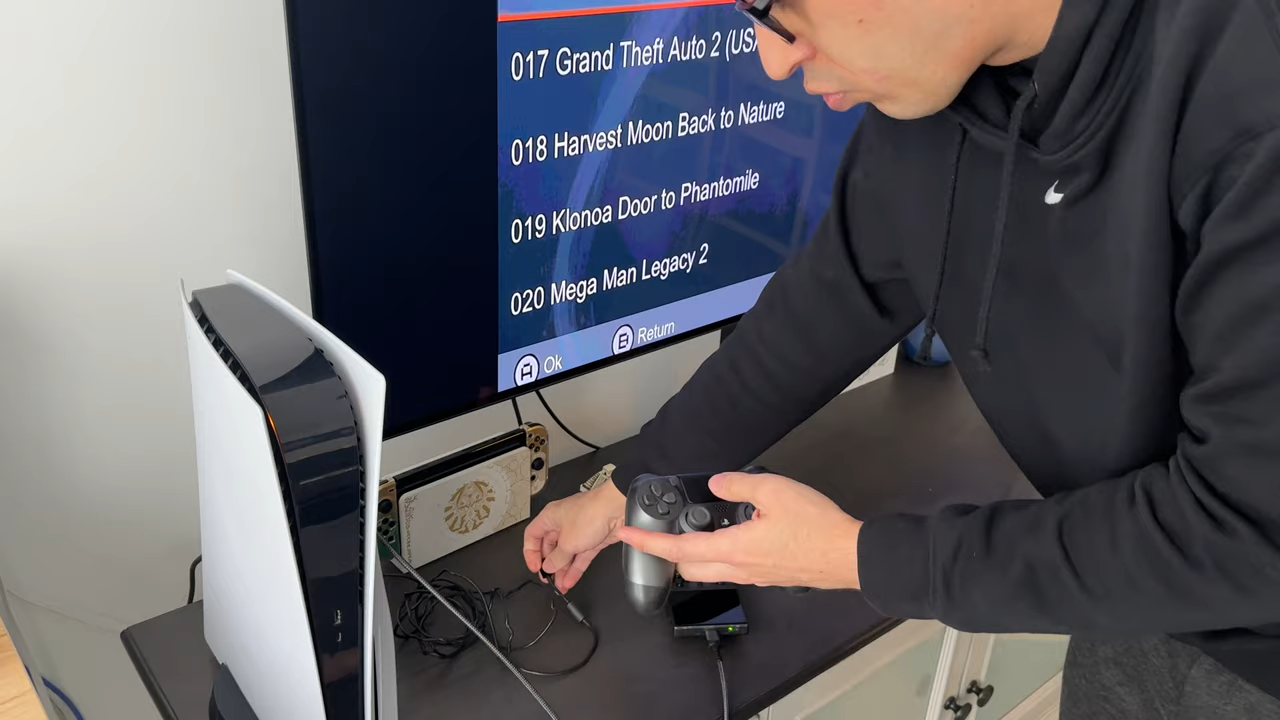 017 Grand Theft Auto 2 (USA
018 Harvest Moon Back to Nature
019 Klonoa Door to Phantomile
020 Mega Man Legacy 2
B Return
A Ok